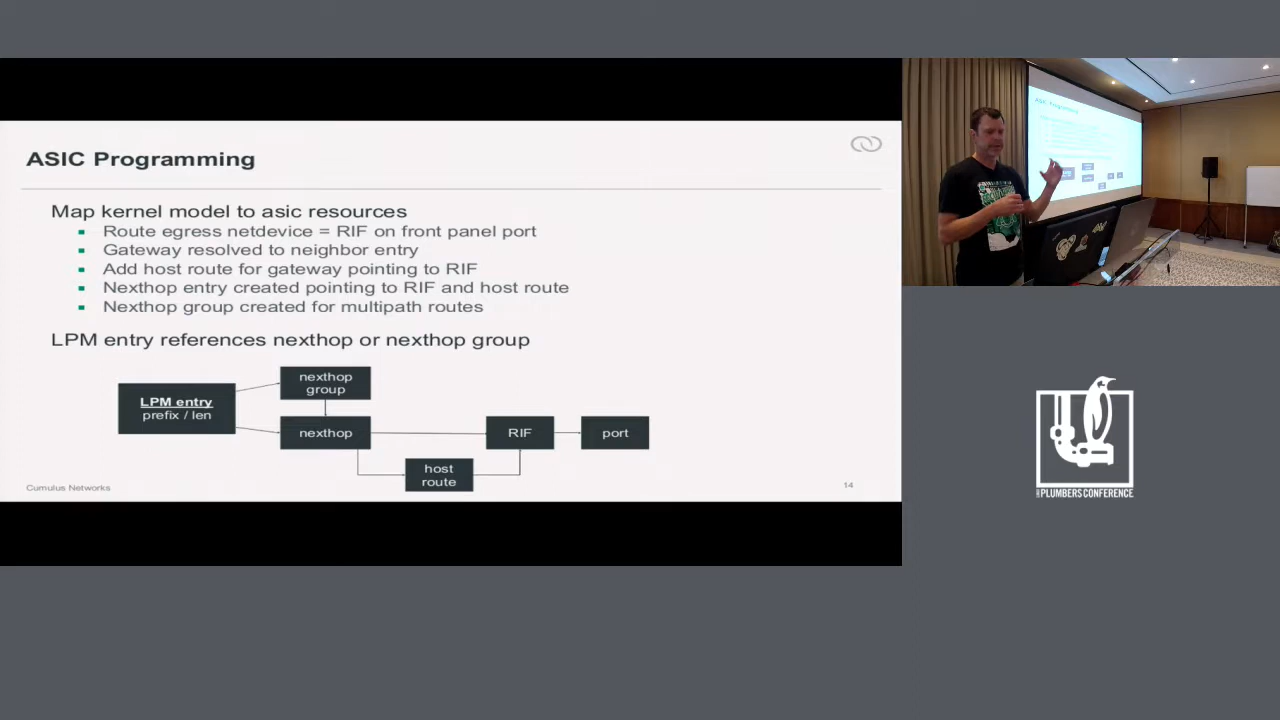 ASIC Programming
Map kernel model to asic resources
Route egress netdevice = RIF on front panel port
Gateway resolved to neighbor entry
Add host route for gateway pointing to RIF
Nexthop entry created pointing to RIF and host route
Nexthop group created for multipath routes
LPM entry references nexthop or nexthop group
LPM entry
prefix / len
nexthop
group
nexthop
RIF
port
host
route
Cumulus Networks
14
ASIC Programming
PLUMBERS CONFERENCE